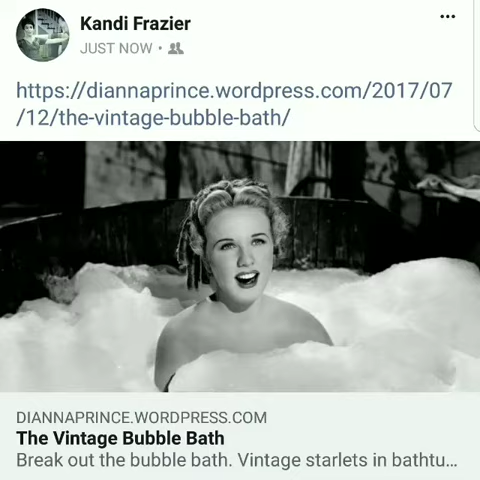 Kandi Frazier
JUST NOW •
https://diannaprince.wordpress.com/2017/07
/12/the-vintage-bubble-bath/
DIANNAPRINCE.WORDPRESS.COM
The Vintage Bubble Bath
Break out the bubble bath. Vintage starlets in bathtu...